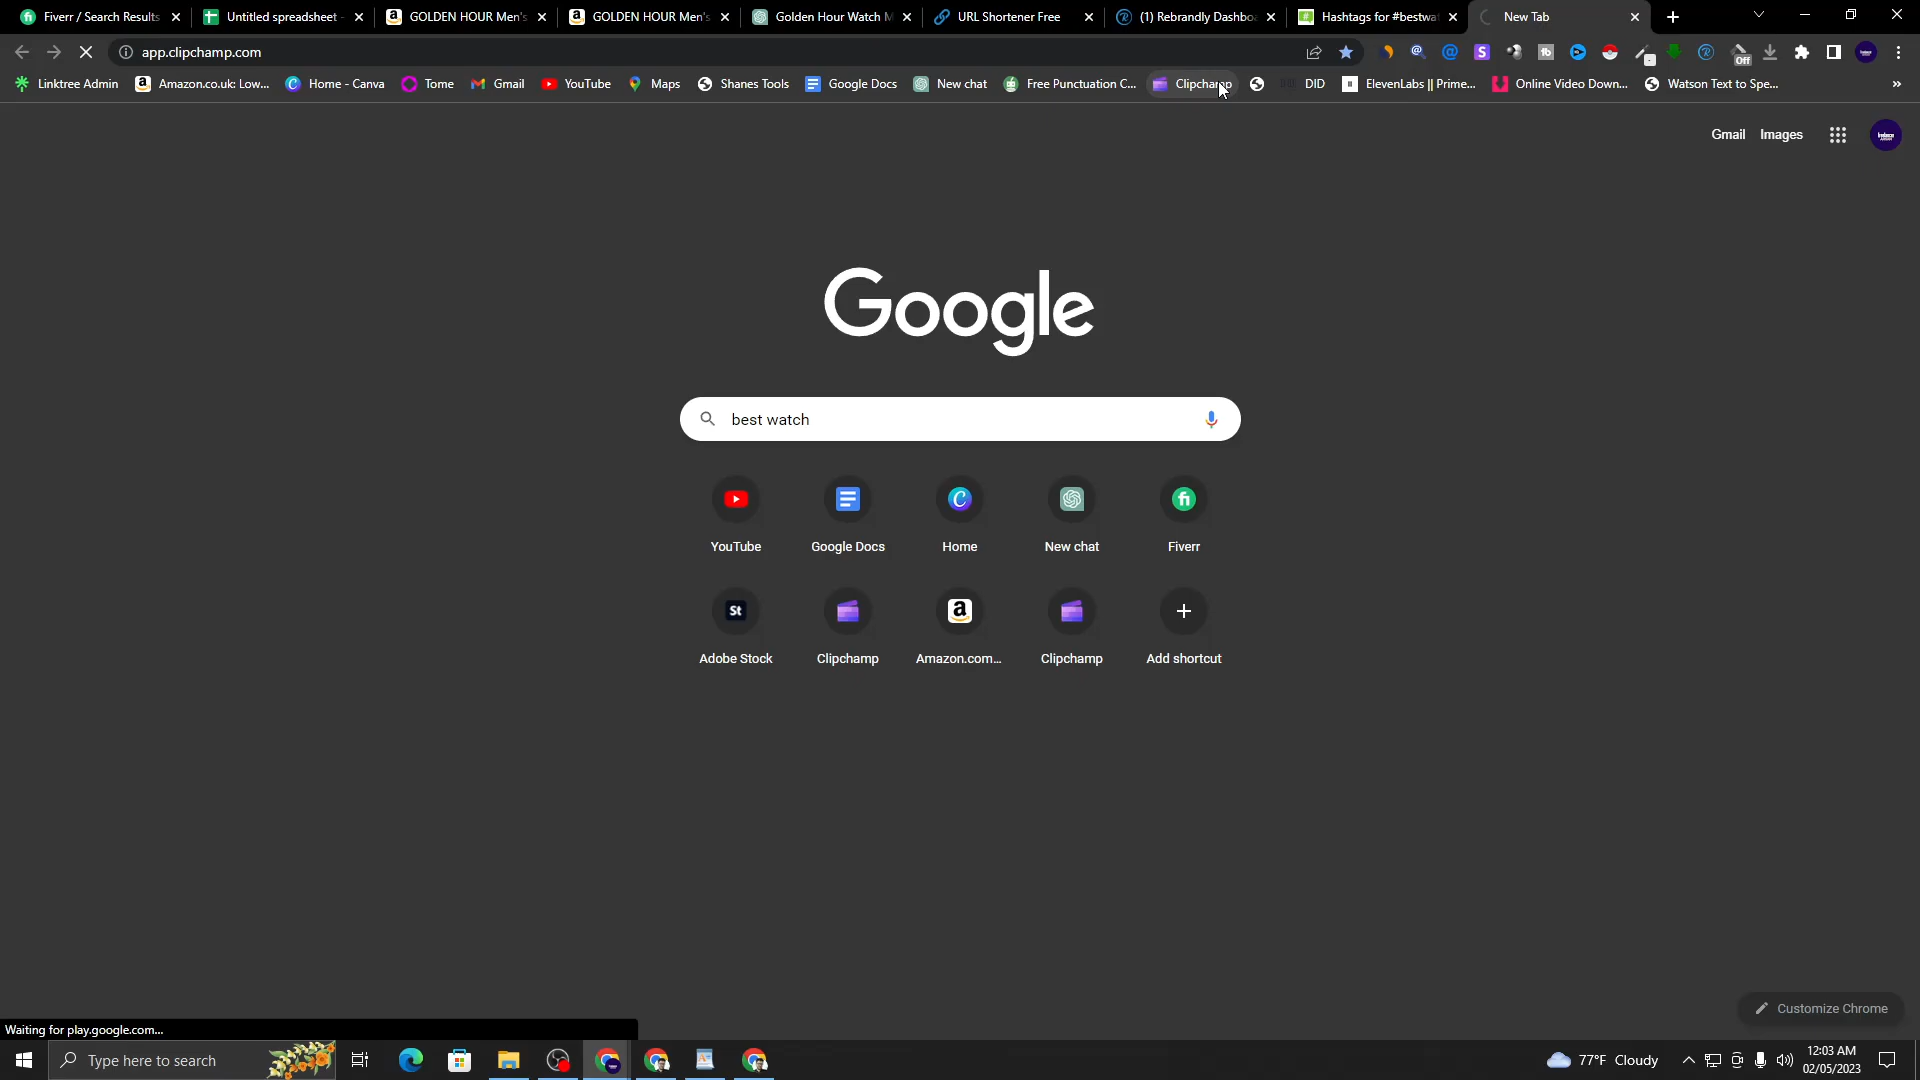 Fiverr / Search Results
Untitled spreadsheet -
GOLDEN HOUR Men's
GOLDEN HOUR Men's
Golden Hour Watch M
URL Shortener Free
(1) Rebrandly Dashbo
Hashtags for #bestwa
New Tab
app.clipchamp.com
Off
Linktree Admin
Amazon.co.uk: Low...
Home - Canva
Tome
Gmail
YouTube
Maps
Shanes Tools
Google Docs
New chat
Free Punctuation C...
Clipchamp
DID
ElevenLabs || Prime...
Online Video Down...
Watson Text to Spe...
Gmail Images
Google
best watch
YouTube
Google Docs
Home
New chat
Fiverr
St
Adobe Stock
Clipchamp
Amazon.com...
Clipchamp
Add shortcut
Customize Chrome
Waiting for play.google.com...
Type here to search
77°F Cloudy
12:03 AM
02/05/2023